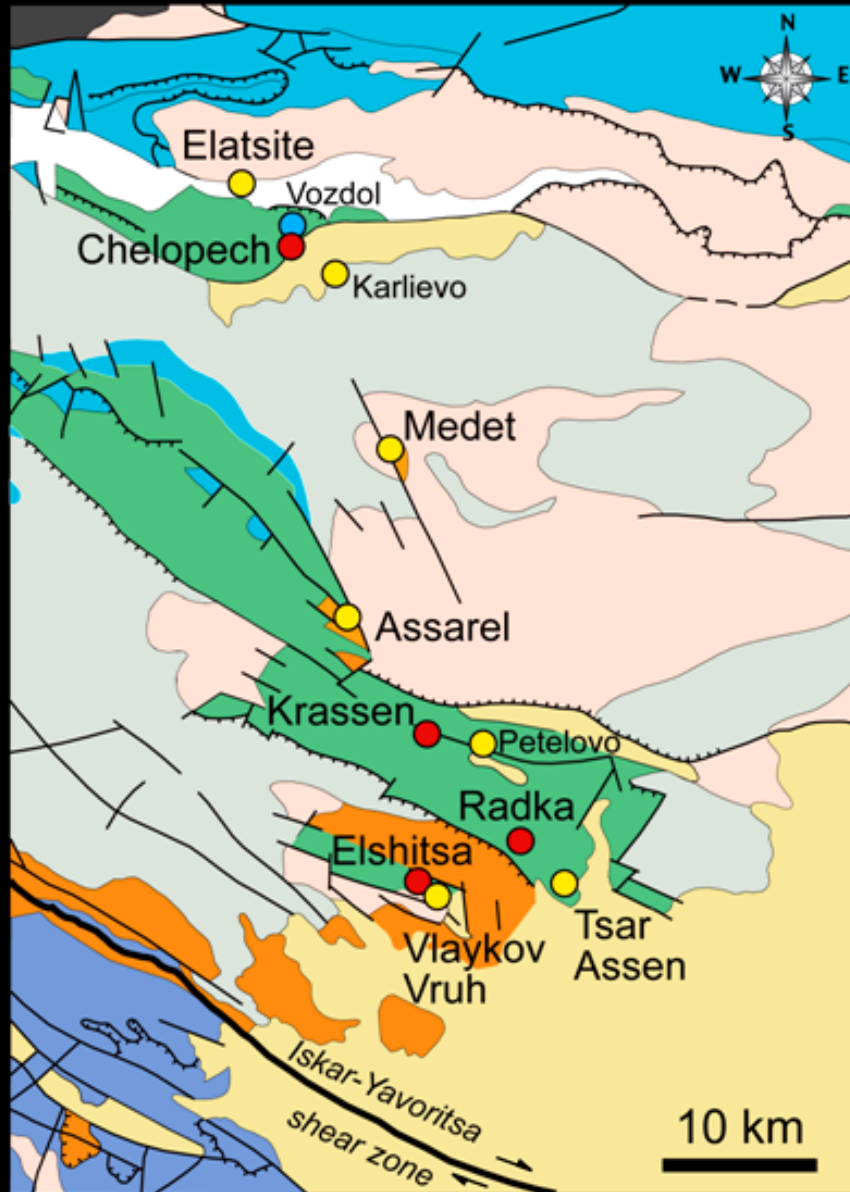 N
W E
S
Elatsite
Vozdol
Chelopech
Karlievo
Medet
Assarel
Krassen
Petelovo
Radka
Elshitsa
Tsar
Assen
Vlaykov
Vruh
Iskar-Yavoritsa
shear zone
10 km